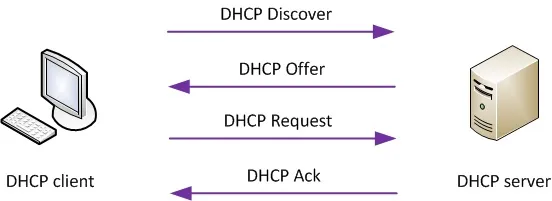 DHCP Discover
DHCP Offer
DHCP Request
DHCP Ack
DHCP client
DHCP server